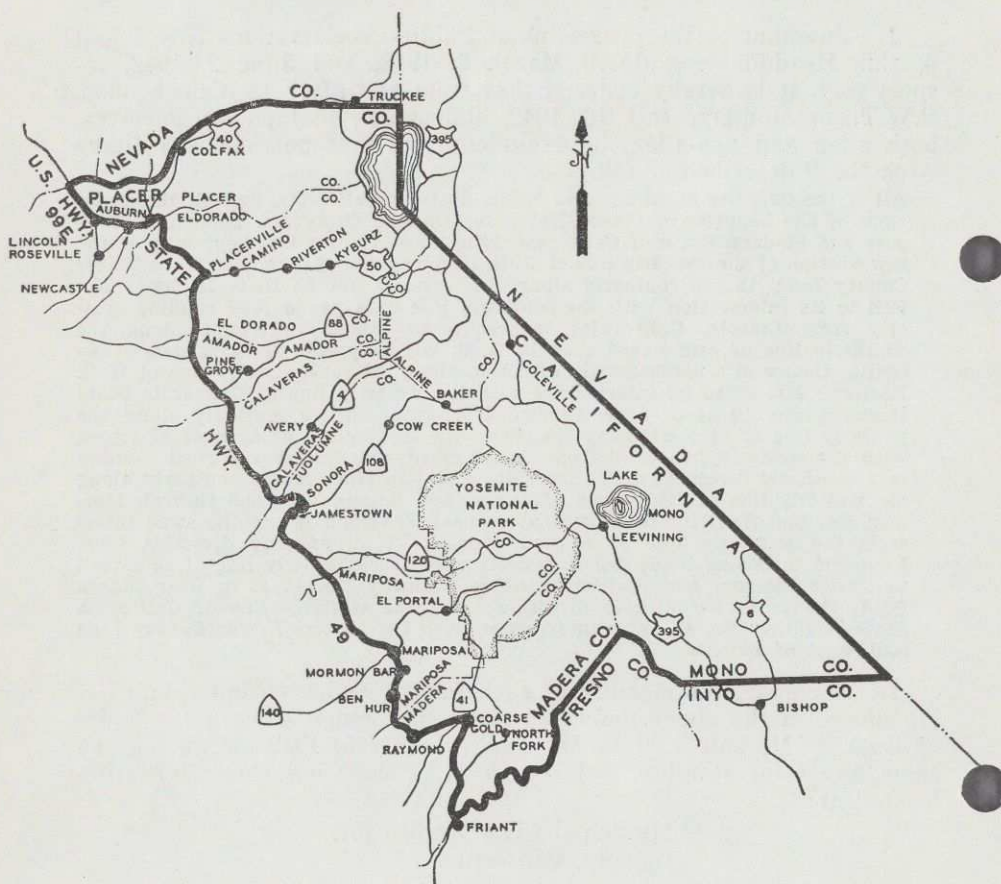 CO.
TRUCKEE
CO.
395
NEVADA
40
COLFAX
U.S. HWY. 99E
PLACER
AUBURN
PLACER
ELDORADO
CO.
CO.
LINCOLN
ROSEVILLE
NEWCASTLE
STATE
PLACERVILLE
CAMINO
RIVERTON
KYBURZ
50
CO.
CO.
N
NEVADA
CALIFORNIA
EL DORADO
88
CO.
CO.
ALPINE
AMADOR
AMADOR
CO.
CO.
PINE
GROVE
CALAVERAS
4
ALPINE
CO.
CO.
COLEVILLE
BAKER
AVERY
COW CREEK
HWY.
CALAVERAS
TUOLUMNE
SONORA
108
JAMESTOWN
YOSEMITE
NATIONAL
PARK
LAKE
MONO
LEEVINING
120
CO.
MARIPOSA
CO.
CO.
EL PORTAL
49
6
395
MARIPOSA
MORMON
BAR
MARIPOSA
MADERA
MADERA CO.
FRESNO CO.
MONO CO.
INYO CO.
BEN
HUR
140
41
COARSE
GOLD
NORTH
FORK
RAYMOND
BISHOP
FRIANT